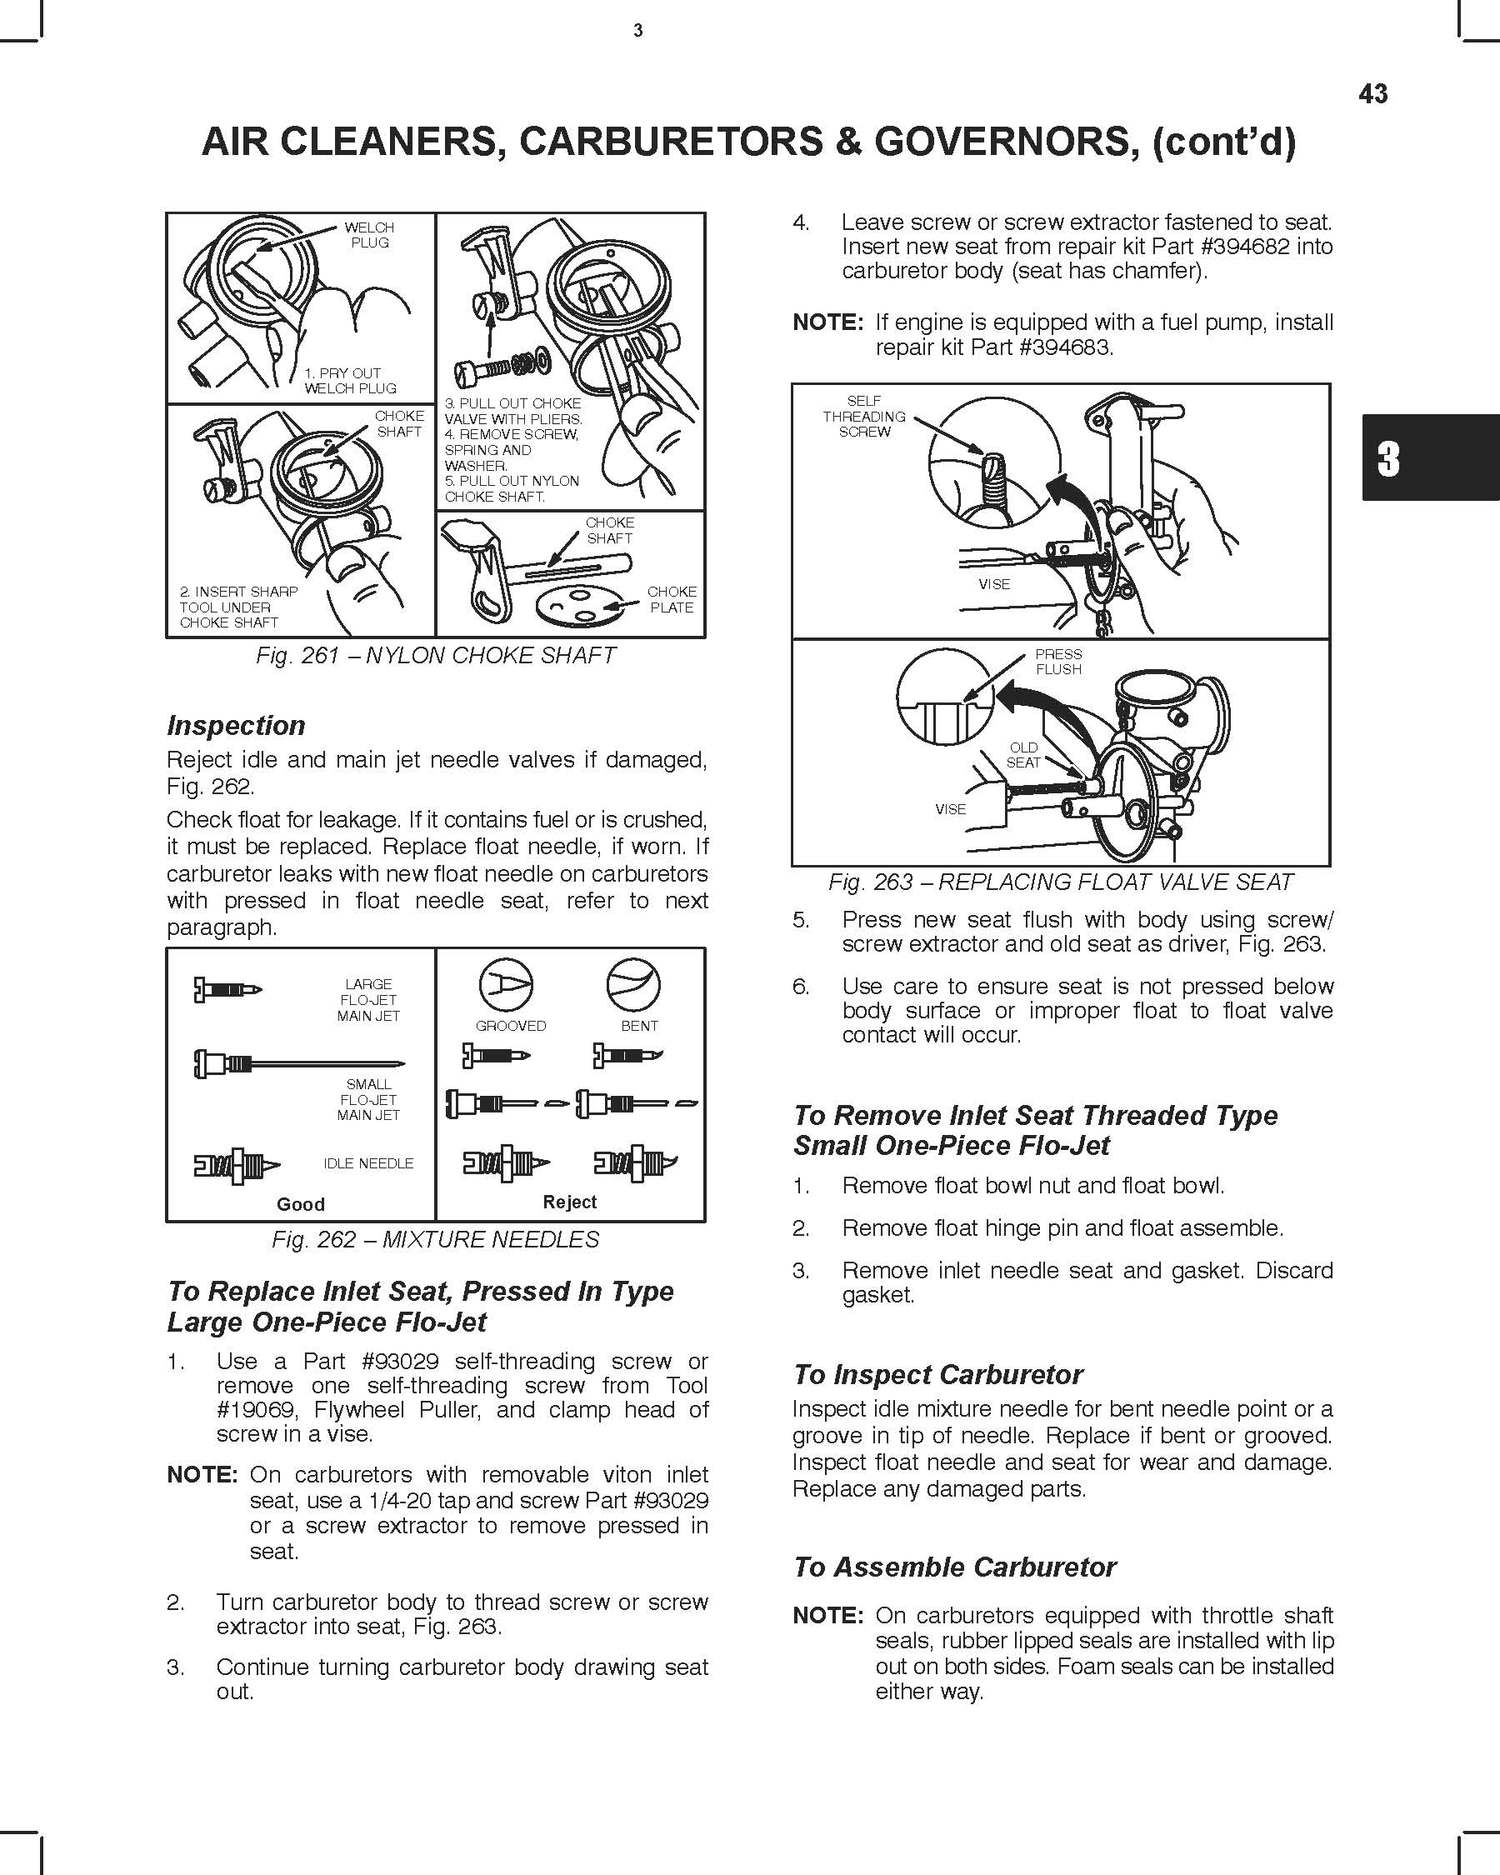 3
43
AIR CLEANERS, CARBURETORS & GOVERNORS, (cont’d)
WELCH
PLUG
1. PRY OUT
WELCH PLUG
3. PULL OUT CHOKE
VALVE WITH PLIERS.
4. REMOVE SCREW,
SPRING AND
WASHER.
5. PULL OUT NYLON
CHOKE SHAFT.
CHOKE
SHAFT
2. INSERT SHARP
TOOL UNDER
CHOKE SHAFT
CHOKE
SHAFT
CHOKE
PLATE
Fig. 261 – NYLON CHOKE SHAFT
Inspection
Reject idle and main jet needle valves if damaged,
Fig. 262.
Check float for leakage. If it contains fuel or is crushed,
it must be replaced. Replace float needle, if worn. If
carburetor leaks with new float needle on carburetors
with pressed in float needle seat, refer to next
paragraph.
LARGE
FLO-JET
MAIN JET
SMALL
FLO-JET
MAIN JET
IDLE NEEDLE
Good
GROOVED BENT
Reject
Fig. 262 – MIXTURE NEEDLES
To Replace Inlet Seat, Pressed In Type
Large One-Piece Flo-Jet
1. Use a Part #93029 self-threading screw or
remove one self-threading screw from Tool
#19069, Flywheel Puller, and clamp head of
screw in a vise.
NOTE: On carburetors with removable viton inlet
seat, use a 1/4-20 tap and screw Part #93029
or a screw extractor to remove pressed in
seat.
2. Turn carburetor body to thread screw or screw
extractor into seat, Fig. 263.
3. Continue turning carburetor body drawing seat
out.
4. Leave screw or screw extractor fastened to seat.
Insert new seat from repair kit Part #394682 into
carburetor body (seat has chamfer).
NOTE: If engine is equipped with a fuel pump, install
repair kit Part #394683.
SELF
THREADING
SCREW
VISE
PRESS
FLUSH
OLD
SEAT
VISE
Fig. 263 – REPLACING FLOAT VALVE SEAT
5. Press new seat flush with body using screw/
screw extractor and old seat as driver, Fig. 263.
6. Use care to ensure seat is not pressed below
body surface or improper float to float valve
contact will occur.
To Remove Inlet Seat Threaded Type
Small One-Piece Flo-Jet
1. Remove float bowl nut and float bowl.
2. Remove float hinge pin and float assemble.
3. Remove inlet needle seat and gasket. Discard
gasket.
To Inspect Carburetor
Inspect idle mixture needle for bent needle point or a
groove in tip of needle. Replace if bent or grooved.
Inspect float needle and seat for wear and damage.
Replace any damaged parts.
To Assemble Carburetor
NOTE: On carburetors equipped with throttle shaft
seals, rubber lipped seals are installed with lip
out on both sides. Foam seals can be installed
either way.
3